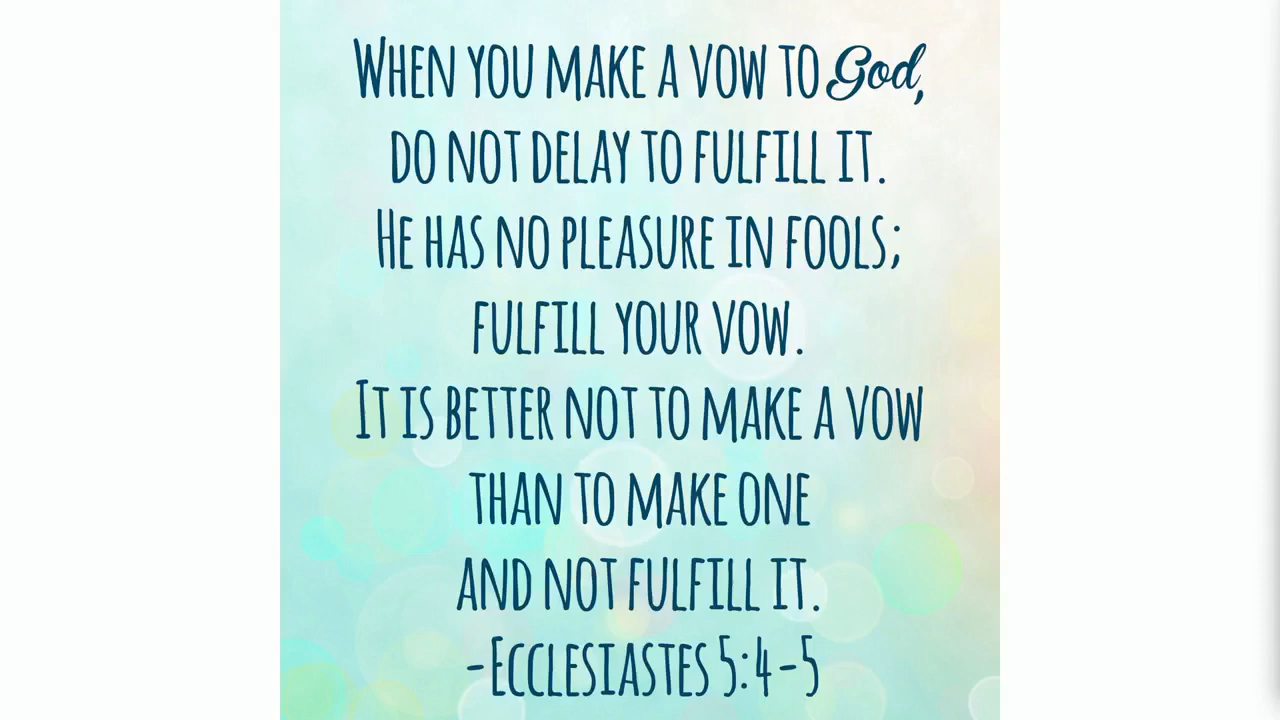 When you make a vow to God,
do not delay to fulfill it.
He has no pleasure in fools;
fulfill your vow.
It is better not to make a vow
than to make one
and not fulfill it.
-Ecclesiastes 5:4-5